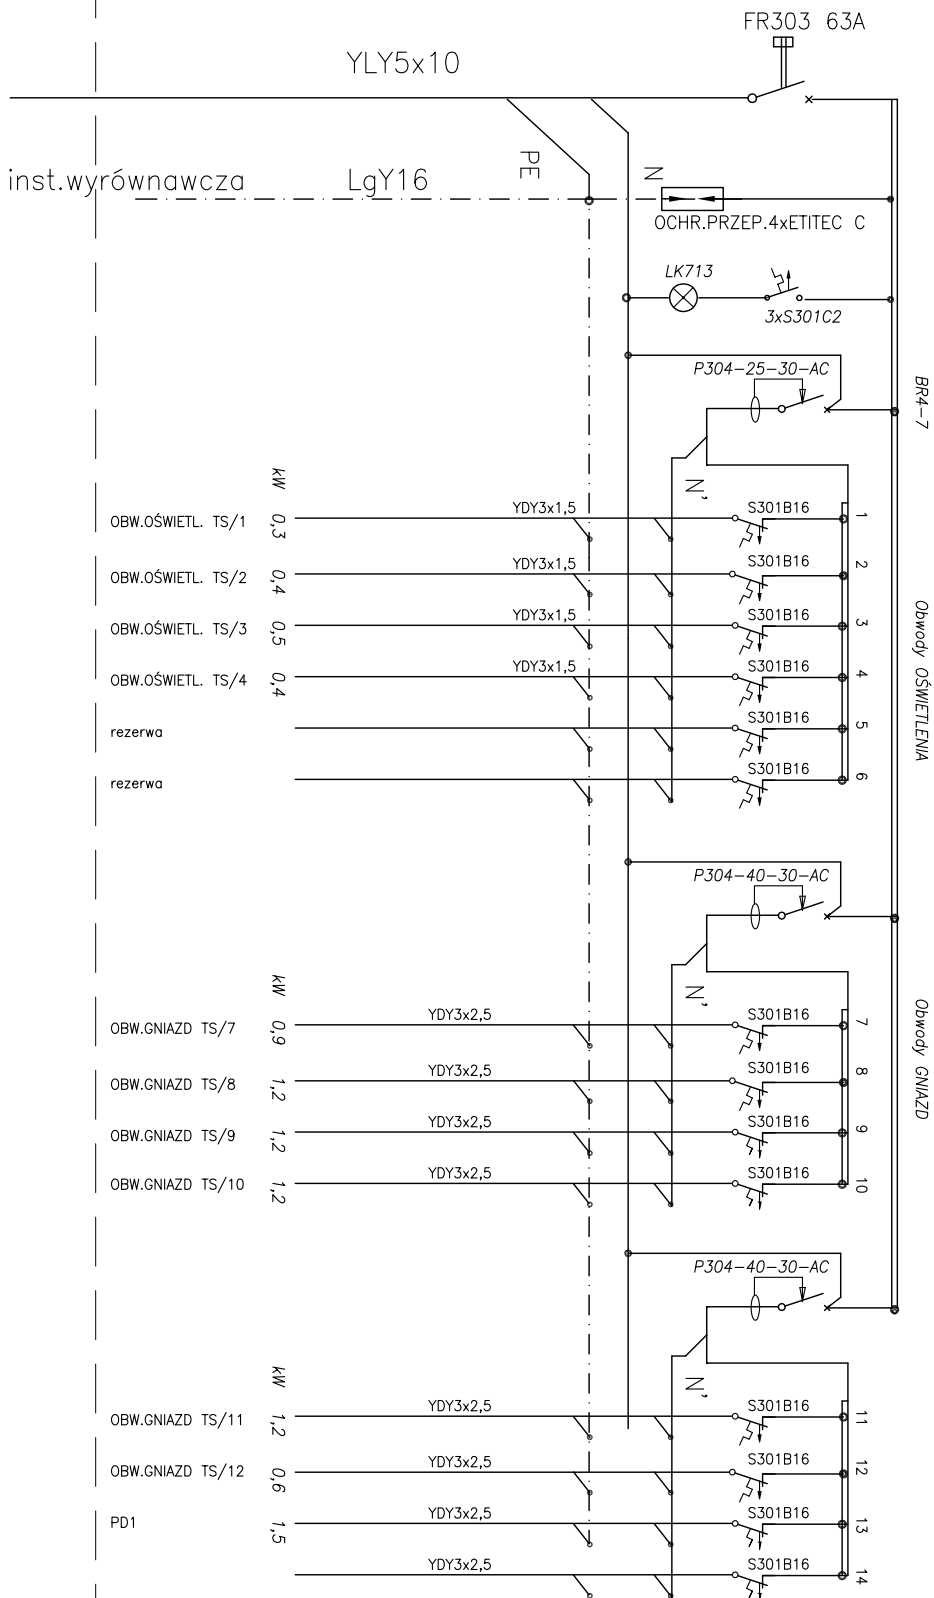 FR303 63A
YLY5x10
PE
N
inst.wyrównawcza
LgY16
OCHR.PRZEP.4xETITEC C
LK713
3xS301C2
P304-25-30-AC
BR4-7
kW
N'
OBW.OŚWIETL. TS/1 0,3 YDY3x1,5 S301B16 1
OBW.OŚWIETL. TS/2 0,4 YDY3x1,5 S301B16 2
OBW.OŚWIETL. TS/3 0,5 YDY3x1,5 S301B16 3
OBW.OŚWIETL. TS/4 0,4 YDY3x1,5 S301B16 4
rezerwa S301B16 5
rezerwa S301B16 6
Obwody OŚWIETLENIA
P304-40-30-AC
kW
N'
OBW.GNIAZD TS/7 0,9 YDY3x2,5 S301B16 7
OBW.GNIAZD TS/8 1,2 YDY3x2,5 S301B16 8
OBW.GNIAZD TS/9 1,2 YDY3x2,5 S301B16 9
OBW.GNIAZD TS/10 1,2 YDY3x2,5 S301B16 10
Obwody GNIAZD
P304-40-30-AC
kW
N'
OBW.GNIAZD TS/11 1,2 YDY3x2,5 S301B16 11
OBW.GNIAZD TS/12 0,6 YDY3x2,5 S301B16 12
PD1 1,5 YDY3x2,5 S301B16 13
YDY3x2,5 S301B16 14